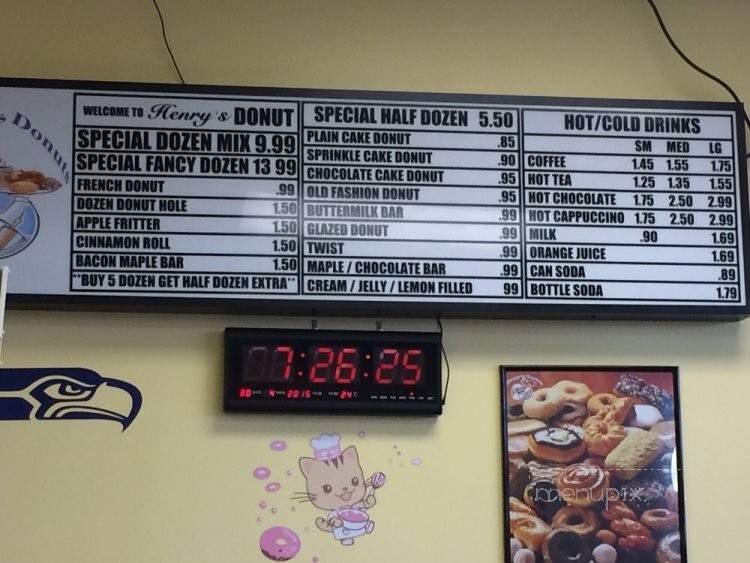 s Donuts
WELCOME TO Henry's DONUT
SPECIAL DOZEN MIX 9.99
SPECIAL FANCY DOZEN 13 99
FRENCH DONUT .99
DOZEN DONUT HOLE 1.50
APPLE FRITTER 1.50
CINNAMON ROLL 1.50
BACON MAPLE BAR 1.50
"BUY 5 DOZEN GET HALF DOZEN EXTRA"
SPECIAL HALF DOZEN 5.50
PLAIN CAKE DONUT .85
SPRINKLE CAKE DONUT .90
CHOCOLATE CAKE DONUT .95
OLD FASHION DONUT .95
BUTTERMILK BAR .99
GLAZED DONUT .99
TWIST .99
MAPLE / CHOCOLATE BAR .99
CREAM / JELLY / LEMON FILLED 99
HOT/COLD DRINKS
SM MED LG
COFFEE 1.45 1.55 1.75
HOT TEA 1.25 1.35 1.55
HOT CHOCOLATE 1.75 2.50 2.99
HOT CAPPUCCINO 1.75 2.50 2.99
MILK .90 1.69
ORANGE JUICE 1.69
CAN SODA .89
BOTTLE SODA 1.79
7:26:25
30 4 2015 24°C
menupix